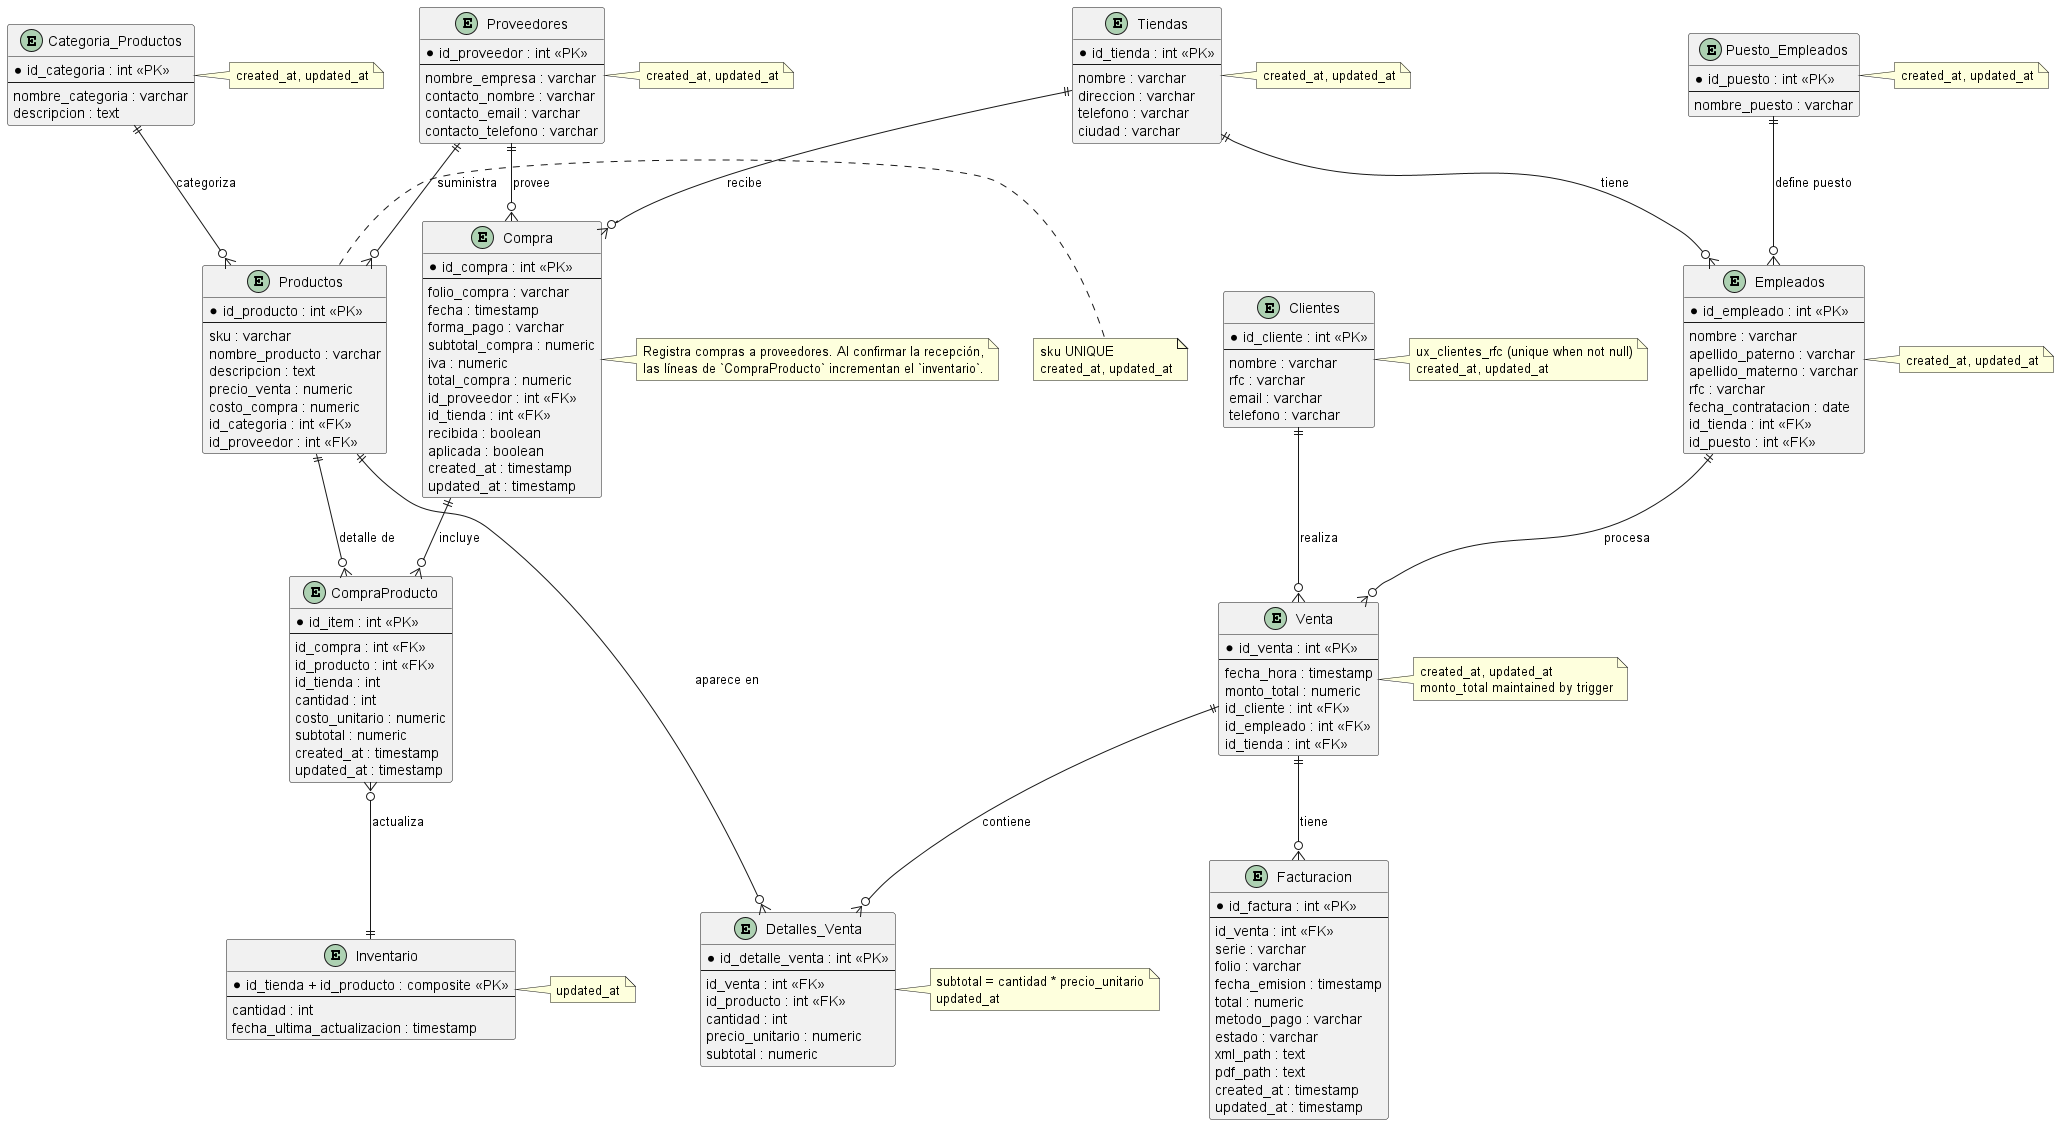 E Categoria_Productos
* id_categoria : int «PK»
nombre_categoria : varchar
descripcion : text
created_at, updated_at
E Proveedores
* id_proveedor : int «PK»
nombre_empresa : varchar
contacto_nombre : varchar
contacto_email : varchar
contacto_telefono : varchar
created_at, updated_at
E Tiendas
* id_tienda : int «PK»
nombre : varchar
direccion : varchar
telefono : varchar
ciudad : varchar
created_at, updated_at
E Puesto_Empleados
* id_puesto : int «PK»
nombre_puesto : varchar
created_at, updated_at
categoriza
suministra
provee
recibe
tiene
define puesto
E Productos
* id_producto : int «PK»
sku : varchar
nombre_producto : varchar
descripcion : text
precio_venta : numeric
costo_compra : numeric
id_categoria : int «FK»
id_proveedor : int «FK»
E Compra
* id_compra : int «PK»
folio_compra : varchar
fecha : timestamp
forma_pago : varchar
subtotal_compra : numeric
iva : numeric
total_compra : numeric
id_proveedor : int «FK»
id_tienda : int «FK»
recibida : boolean
aplicada : boolean
created_at : timestamp
updated_at : timestamp
Registra compras a proveedores. Al confirmar la recepción,
las líneas de `CompraProducto` incrementan el `inventario`.
sku UNIQUE
created_at, updated_at
E Clientes
* id_cliente : int «PK»
nombre : varchar
rfc : varchar
email : varchar
telefono : varchar
ux_clientes_rfc (unique when not null)
created_at, updated_at
E Empleados
* id_empleado : int «PK»
nombre : varchar
apellido_paterno : varchar
apellido_materno : varchar
rfc : varchar
fecha_contratacion : date
id_tienda : int «FK»
id_puesto : int «FK»
created_at, updated_at
detalle de
incluye
realiza
procesa
E CompraProducto
* id_item : int «PK»
id_compra : int «FK»
id_producto : int «FK»
id_tienda : int
cantidad : int
costo_unitario : numeric
subtotal : numeric
created_at : timestamp
updated_at : timestamp
aparece en
E Venta
* id_venta : int «PK»
fecha_hora : timestamp
monto_total : numeric
id_cliente : int «FK»
id_empleado : int «FK»
id_tienda : int «FK»
created_at, updated_at
monto_total maintained by trigger
actualiza
contiene
tiene
E Inventario
* id_tienda + id_producto : composite «PK»
cantidad : int
fecha_ultima_actualizacion : timestamp
updated_at
E Detalles_Venta
* id_detalle_venta : int «PK»
id_venta : int «FK»
id_producto : int «FK»
cantidad : int
precio_unitario : numeric
subtotal : numeric
subtotal = cantidad * precio_unitario
updated_at
E Facturacion
* id_factura : int «PK»
id_venta : int «FK»
serie : varchar
folio : varchar
fecha_emision : timestamp
total : numeric
metodo_pago : varchar
estado : varchar
xml_path : text
pdf_path : text
created_at : timestamp
updated_at : timestamp